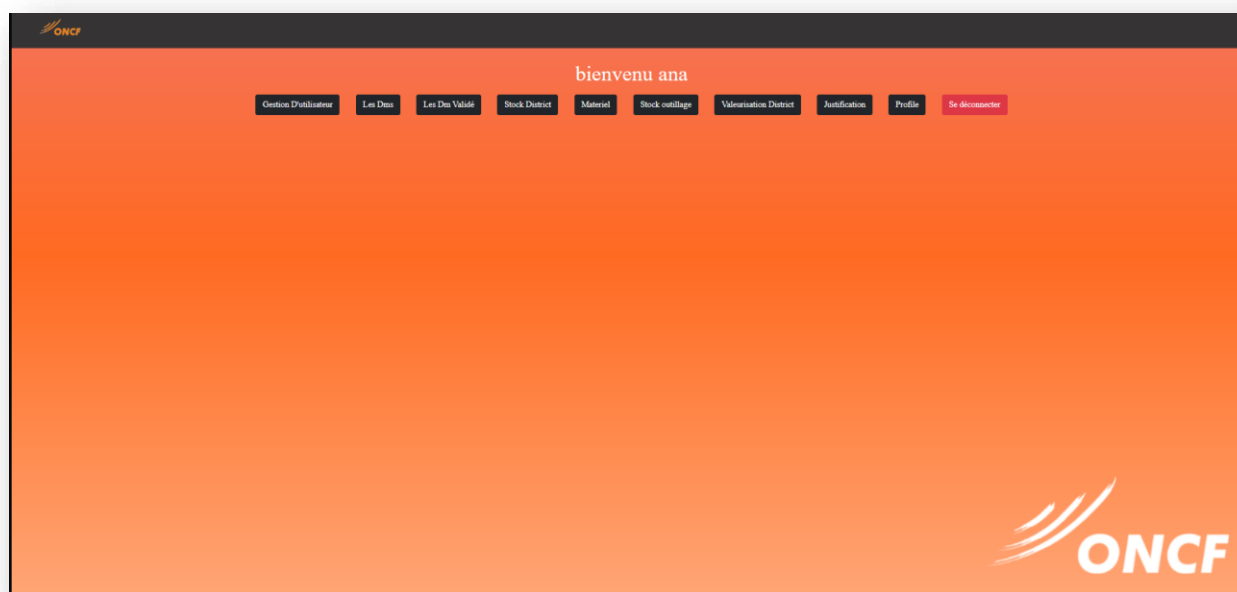 ONCF
bienvenu ana
Gestion D'utilisateur Les Dms Les Dm Validé Stock District Materiel Stock outillage Valeurisation District Justification Profile Se déconnecter
ONCF